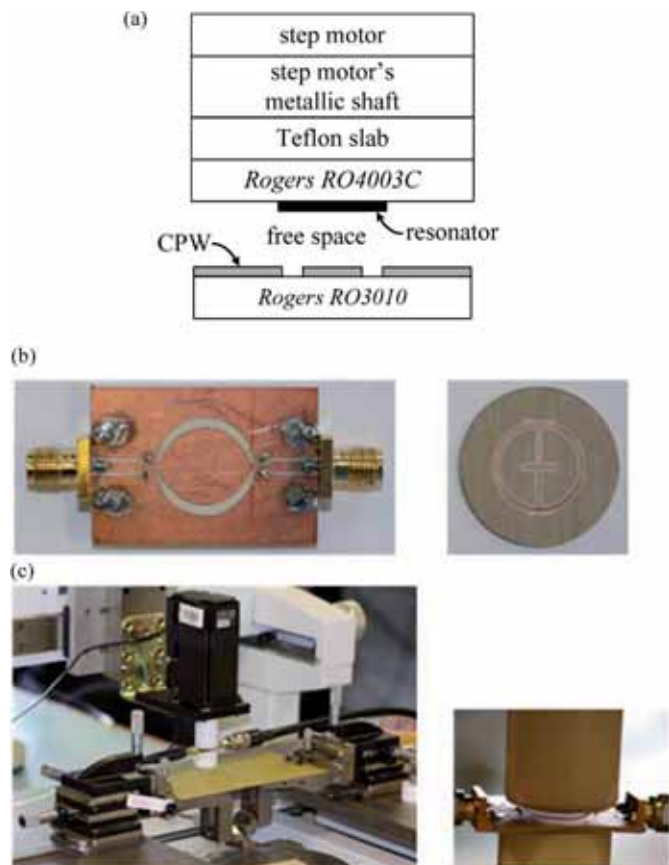 (a)
step motor
step motor's
metallic shaft
Teflon slab
Rogers RO4003C
resonator
free space
CPW
Rogers RO3010
(b)
(c)